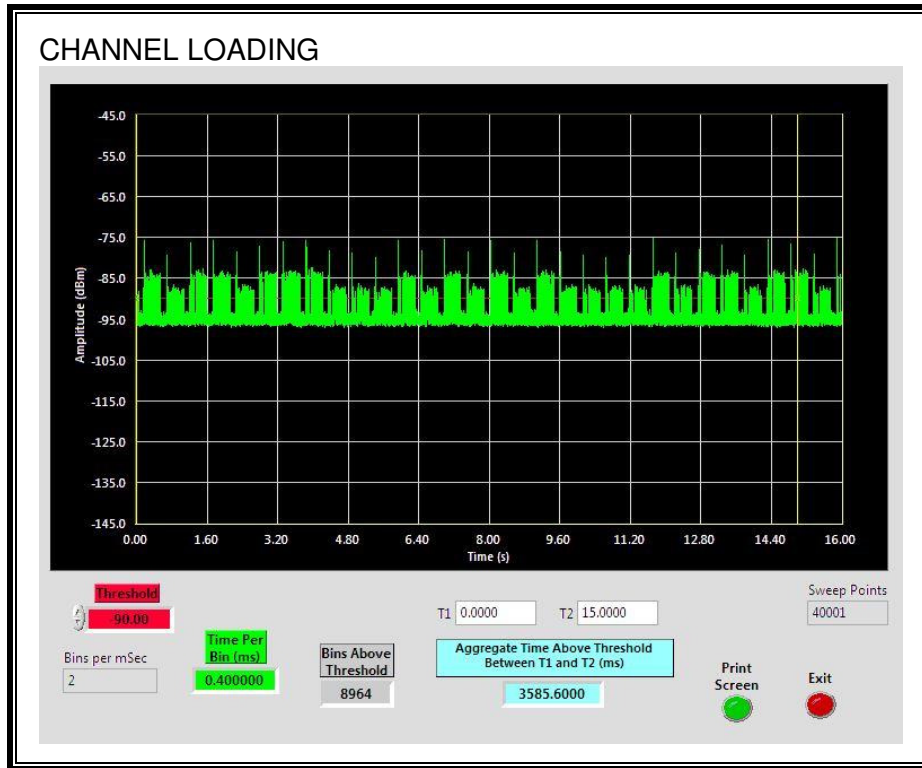 CHANNEL LOADING
-45.0
-55.0
-65.0
-75.0
-85.0
-95.0
-105.0
-115.0
-125.0
-135.0
-145.0
Amplitude (dBm)
0.00 1.60 3.20 4.80 6.40 8.00 9.60 11.20 12.80 14.40 16.00
Time (s)
Threshold
-90.00
Bins per mSec
2
Time Per
Bin (ms)
0.400000
Bins Above
Threshold
8964
T1 0.0000 T2 15.0000
Aggregate Time Above Threshold
Between T1 and T2 (ms)
3585.6000
Sweep Points
40001
Print
Screen
Exit